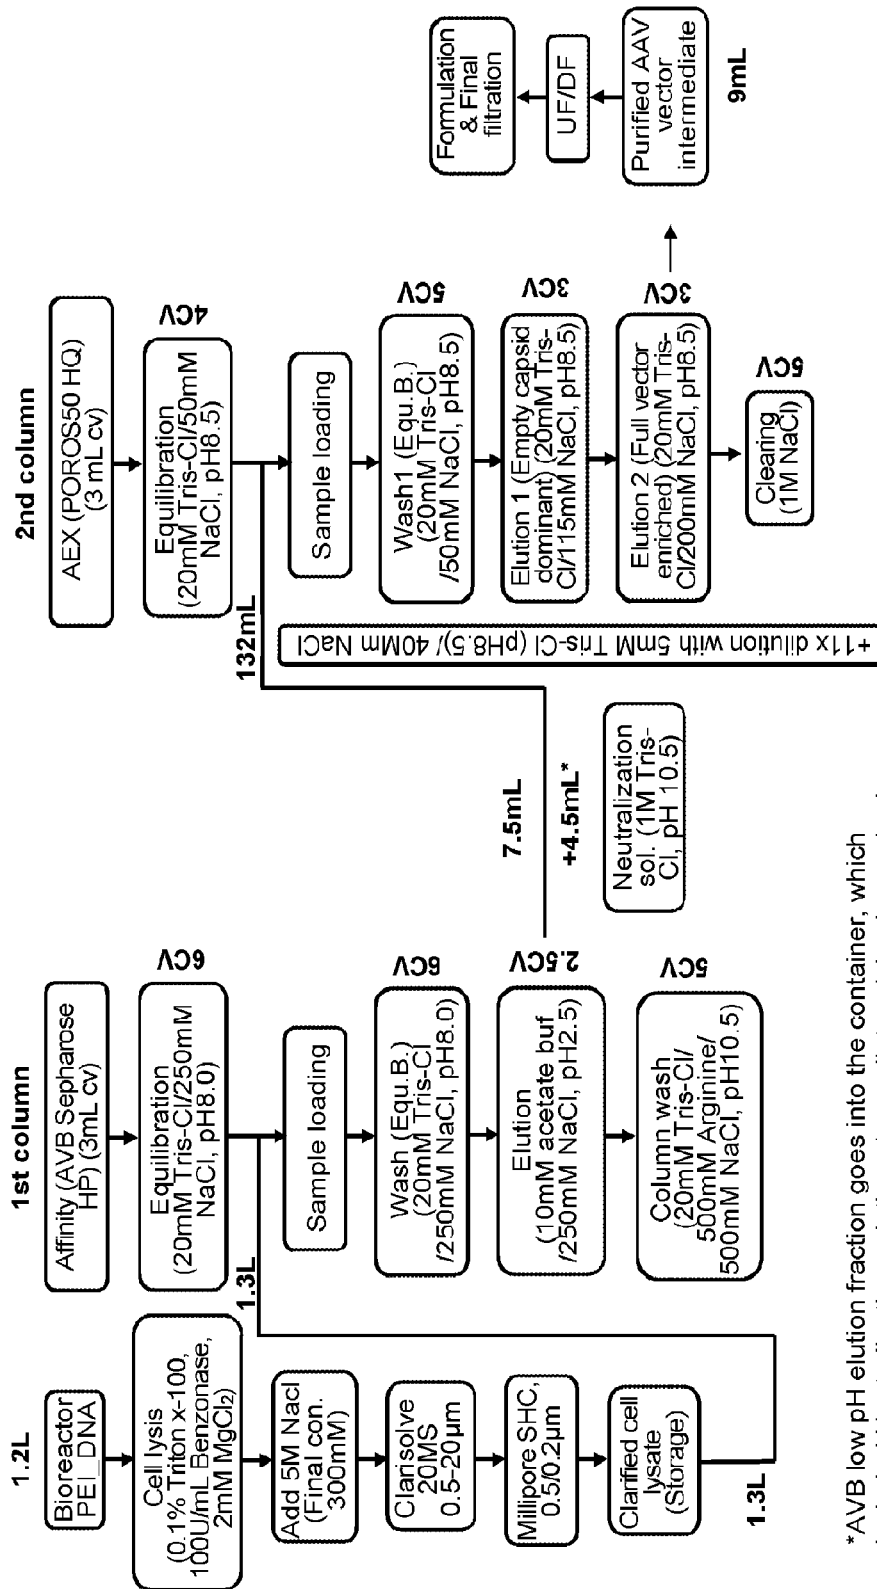 1.2L
Bioreactor
PEI_DNA
Cell lysis
(0.1% Triton x-100,
100U/mL Benzonase,
2mM MgCl2)
Add 5M Nacl
(Final con.
300mM)
Clarisolve
20MS
0.5-20µm
Millipore SHC,
0.5/0.2µm
Clarified cell
lysate
(Storage)
1.3L
1.3L
1st column
Affinity (AVB Sepharose
HP) (3mL cv)
Equilibration
(20mM Tris-Cl/250mM
NaCl, pH8.0)
6CV
Sample loading
Wash (Equ.B.)
(20mM Tris-Cl
/250mM NaCl, pH8.0)
6CV
Elution
(10mM acetate buf
/250mM NaCl, pH2.5)
2.5CV
Column wash
(20mM Tris-Cl/
500mM Arginine/
500mM NaCl, pH10.5)
5CV
7.5mL
+4.5mL*
Neutralization
sol. (1M Tris-
Cl, pH 10.5)
132mL
+11x dilution with 5mM Tris-Cl (pH8.5)/ 40Mm NaCl
2nd column
AEX (POROS50 HQ)
(3 mL cv)
Equilibration
(20mM Tris-Cl/50mM
NaCl, pH8.5)
4CV
Sample loading
Wash1 (Equ.B.)
(20mM Tris-Cl
/50mM NaCl, pH8.5)
5CV
Elution 1 (Empty capsid
dominant) (20mM Tris-
Cl/115mM NaCl, pH8.5)
3CV
Elution 2 (Full vector
enriched) (20mM Tris-
Cl/200mM NaCl, pH8.5)
3CV
Clearing
(1M NaCl)
5CV
Formulation
& Final
filtration
UF/DF
Purified AAV
vector
intermediate
9mL
*AVB low pH elution fraction goes into the container, which